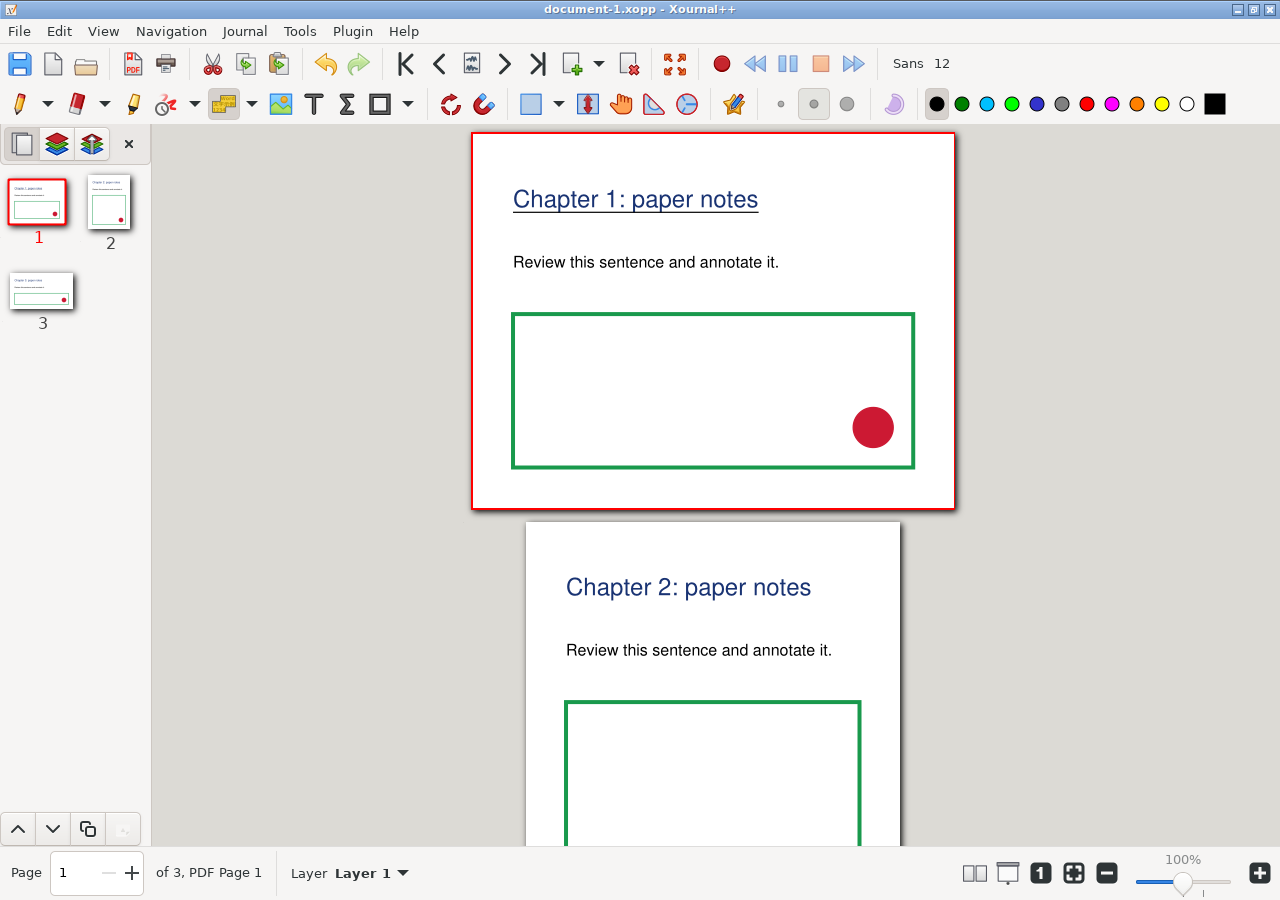 document-1.xopp - Xournal++
File Edit View Navigation Journal Tools Plugin Help
PDF Sans 12
1
2
3
Chapter 1: paper notes
Review this sentence and annotate it.
Chapter 2: paper notes
Review this sentence and annotate it.
Page 1 of 3, PDF Page 1 Layer Layer 1 1 100%